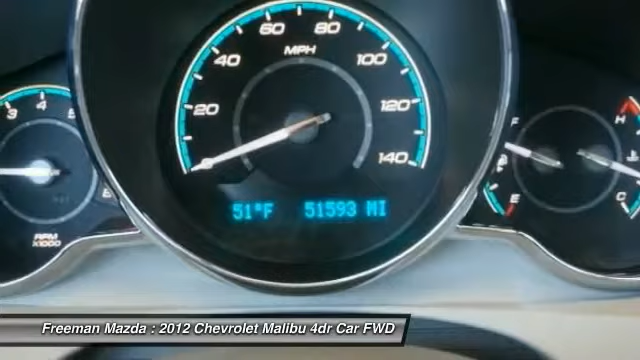 60 80
MPH
40 100
20 120
140
3 4 5
RPM
X1000
F
E
H
C
51°F 51593 MI
Freeman Mazda : 2012 Chevrolet Malibu 4dr Car FWD